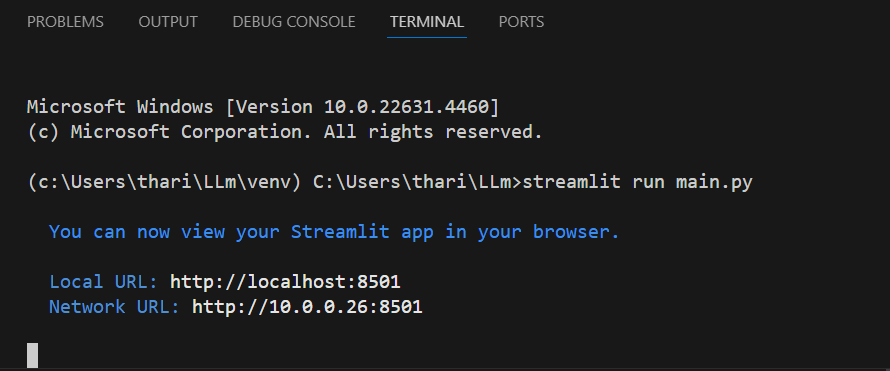 PROBLEMS OUTPUT DEBUG CONSOLE TERMINAL PORTS
Microsoft Windows [Version 10.0.22631.4460]
(c) Microsoft Corporation. All rights reserved.
(c:\Users\thari\LLm\venv) C:\Users\thari\LLm>streamlit run main.py
You can now view your Streamlit app in your browser.
Local URL: http://localhost:8501
Network URL: http://10.0.0.26:8501